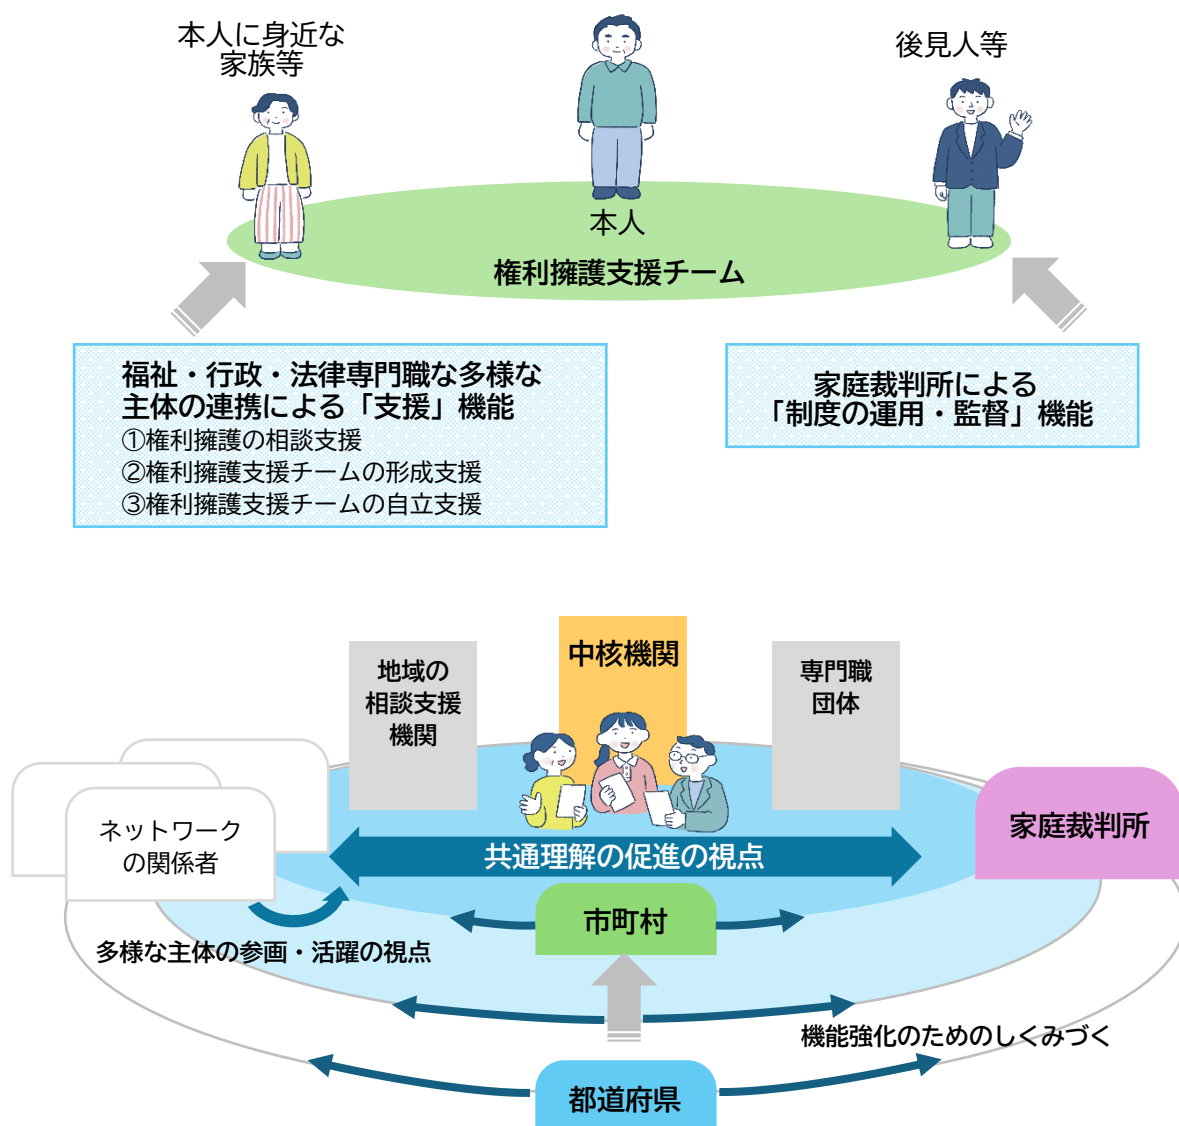 本人に身近な
家族等
後見人等
本人
権利擁護支援チーム
福祉・行政・法律専門職な多様な
主体の連携による「支援」機能
①権利擁護の相談支援
②権利擁護支援チームの形成支援
③権利擁護支援チームの自立支援
家庭裁判所による
「制度の運用・監督」機能
地域の
相談支援
機関
中核機関
専門職
団体
ネットワーク
の関係者
家庭裁判所
共通理解の促進の視点
市町村
多様な主体の参画・活躍の視点
機能強化のためのしくみづく
都道府県